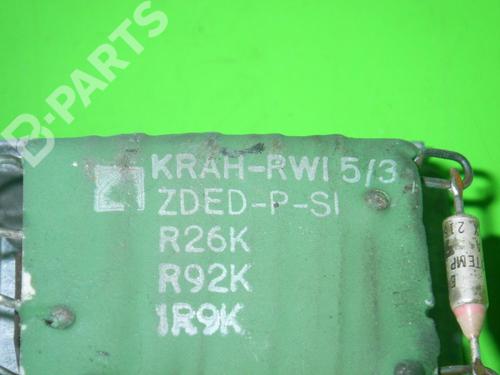 B-PARTS
KRAH-RWI 5/3
ZDED-P-SI
R26K
R92K
1R9K
TEMP